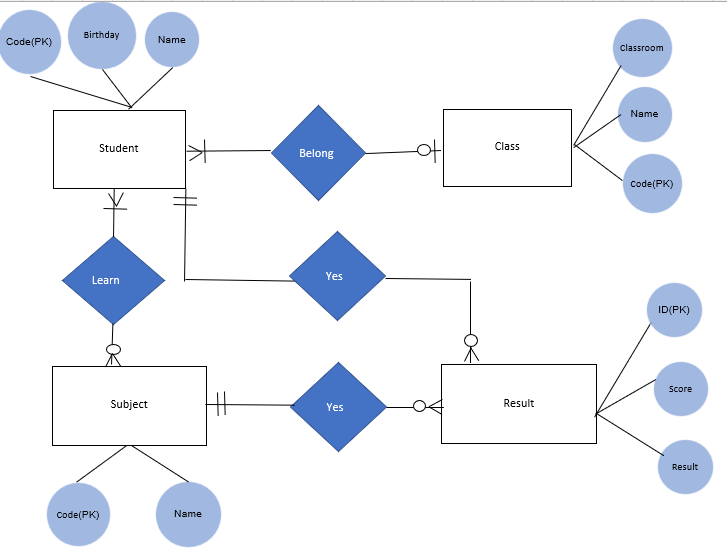 Code(PK)
Birthday
Name
Classroom
Name
Code(PK)
Student
Belong
Class
Learn
Yes
ID(PK)
Score
Result
Subject
Yes
Result
Code(PK)
Name